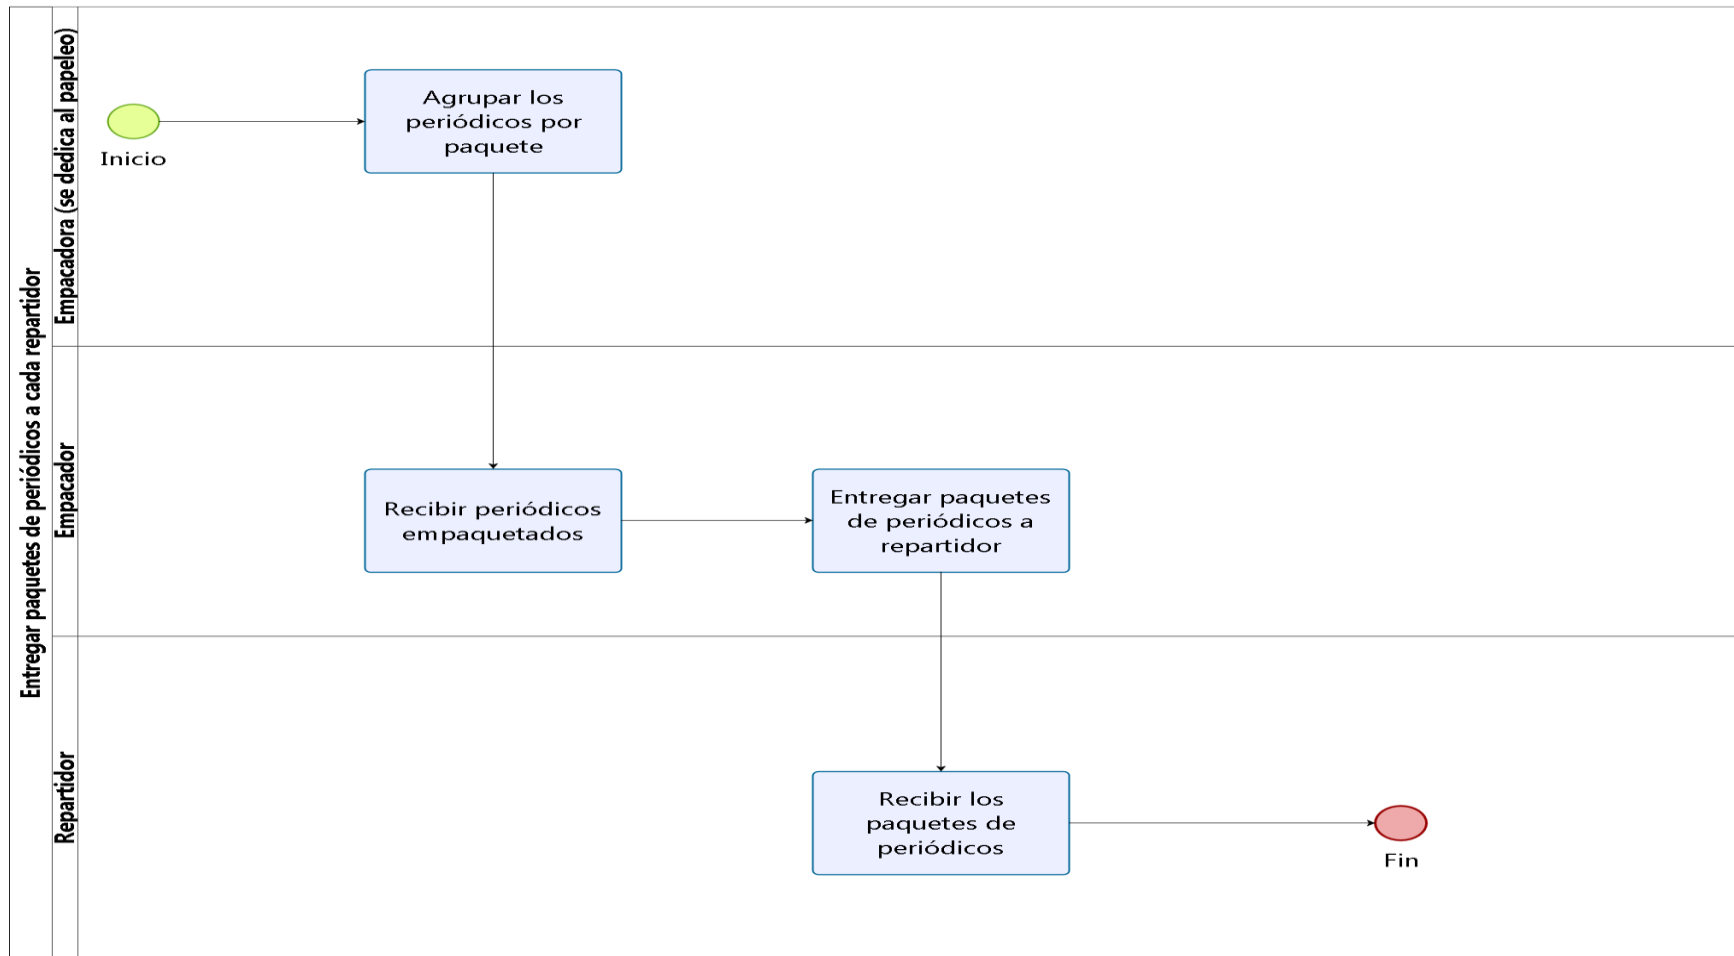 Entregar paquetes de periódicos a cada repartidor
Empacadora (se dedica al papeleo)
Inicio
Agrupar los
periódicos por
paquete
Empacador
Recibir periódicos
empaquetados
Entregar paquetes
de periódicos a
repartidor
Repartidor
Recibir los
paquetes de
periódicos
Fin